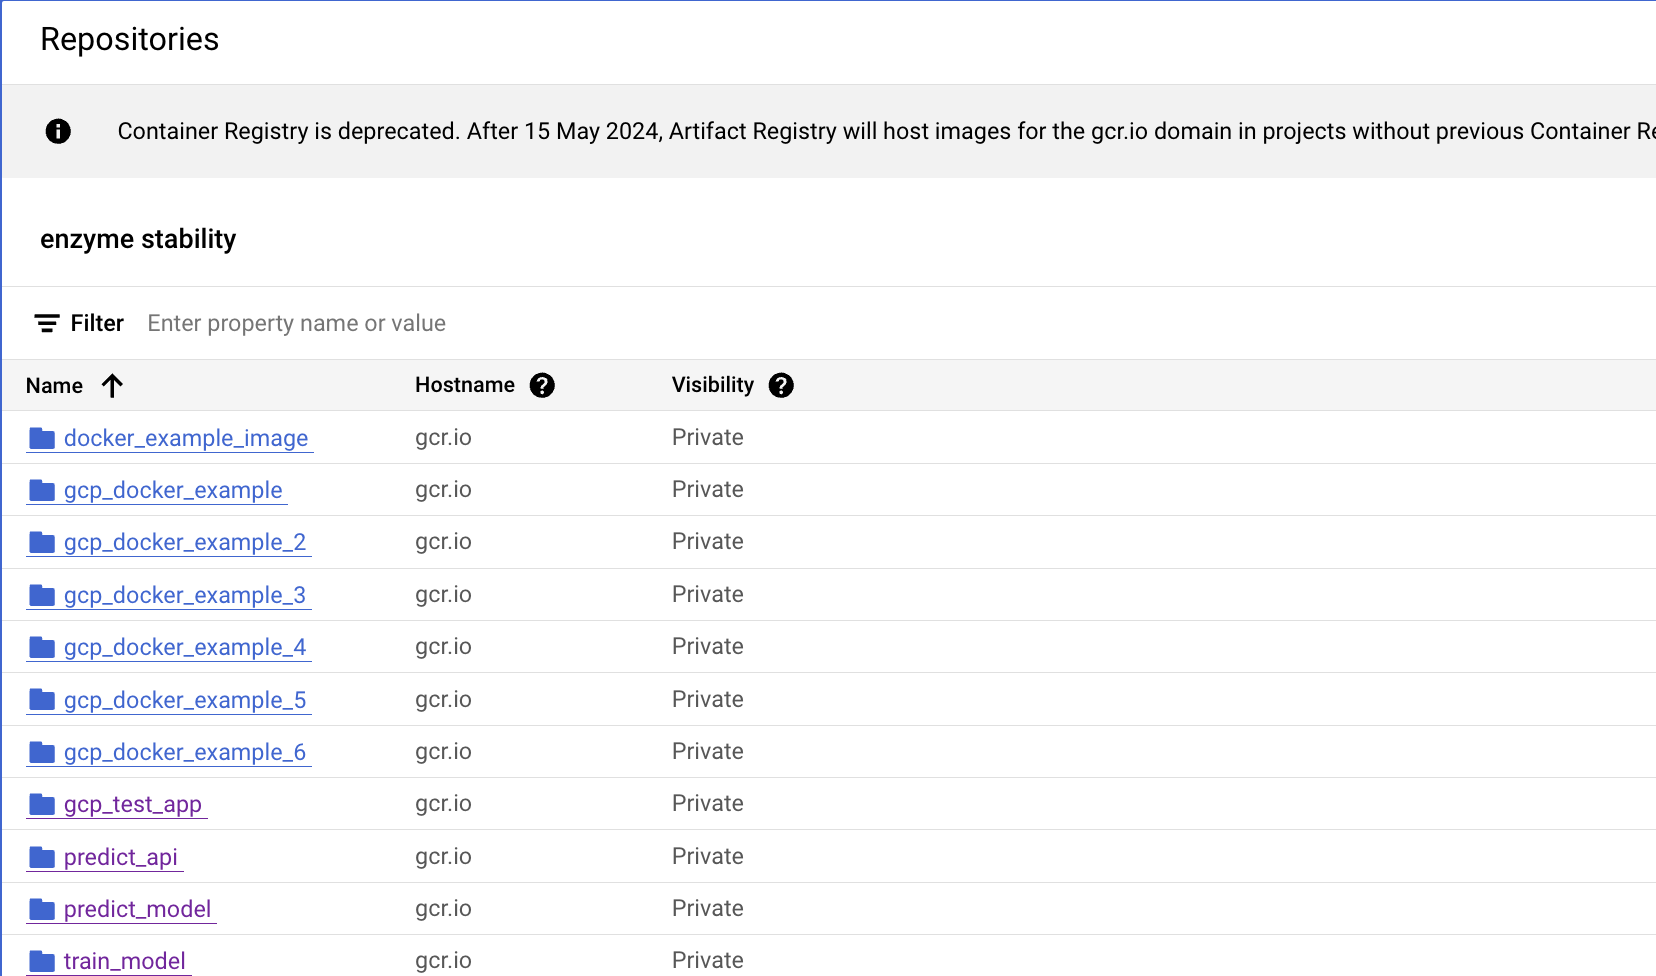 Repositories
Container Registry is deprecated. After 15 May 2024, Artifact Registry will host images for the gcr.io domain in projects without previous Container
enzyme stability
Filter Enter property name or value
Name Hostname Visibility
docker_example_image gcr.io Private
gcp_docker_example gcr.io Private
gcp_docker_example_2 gcr.io Private
gcp_docker_example_3 gcr.io Private
gcp_docker_example_4 gcr.io Private
gcp_docker_example_5 gcr.io Private
gcp_docker_example_6 gcr.io Private
gcp_test_app gcr.io Private
predict_api gcr.io Private
predict_model gcr.io Private
train_model gcr.io Private